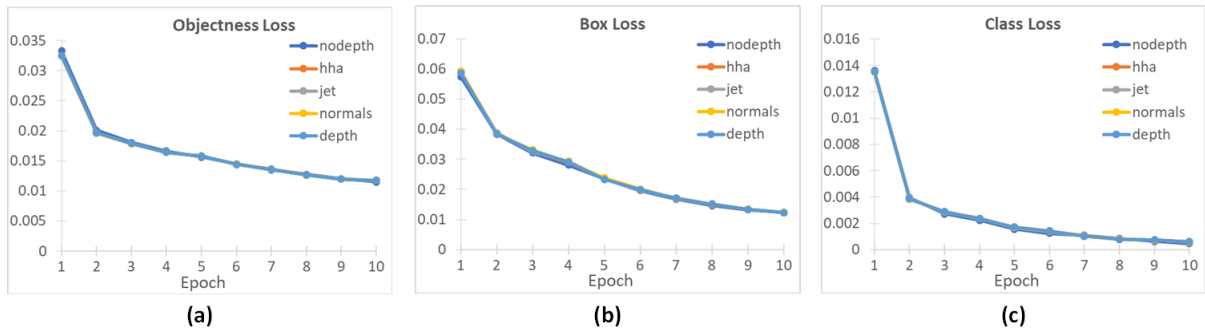 Objectness Loss
0.035
0.03
0.025
0.02
0.015
0.01
0.005
0
nodepth
hha
jet
normals
depth
1 2 3 4 5 6 7 8 9 10
Epoch
(a)
Box Loss
0.07
0.06
0.05
0.04
0.03
0.02
0.01
0
nodepth
hha
jet
normals
depth
1 2 3 4 5 6 7 8 9 10
Epoch
(b)
Class Loss
0.016
0.014
0.012
0.01
0.008
0.006
0.004
0.002
0
nodepth
hha
jet
normals
depth
1 2 3 4 5 6 7 8 9 10
Epoch
(c)